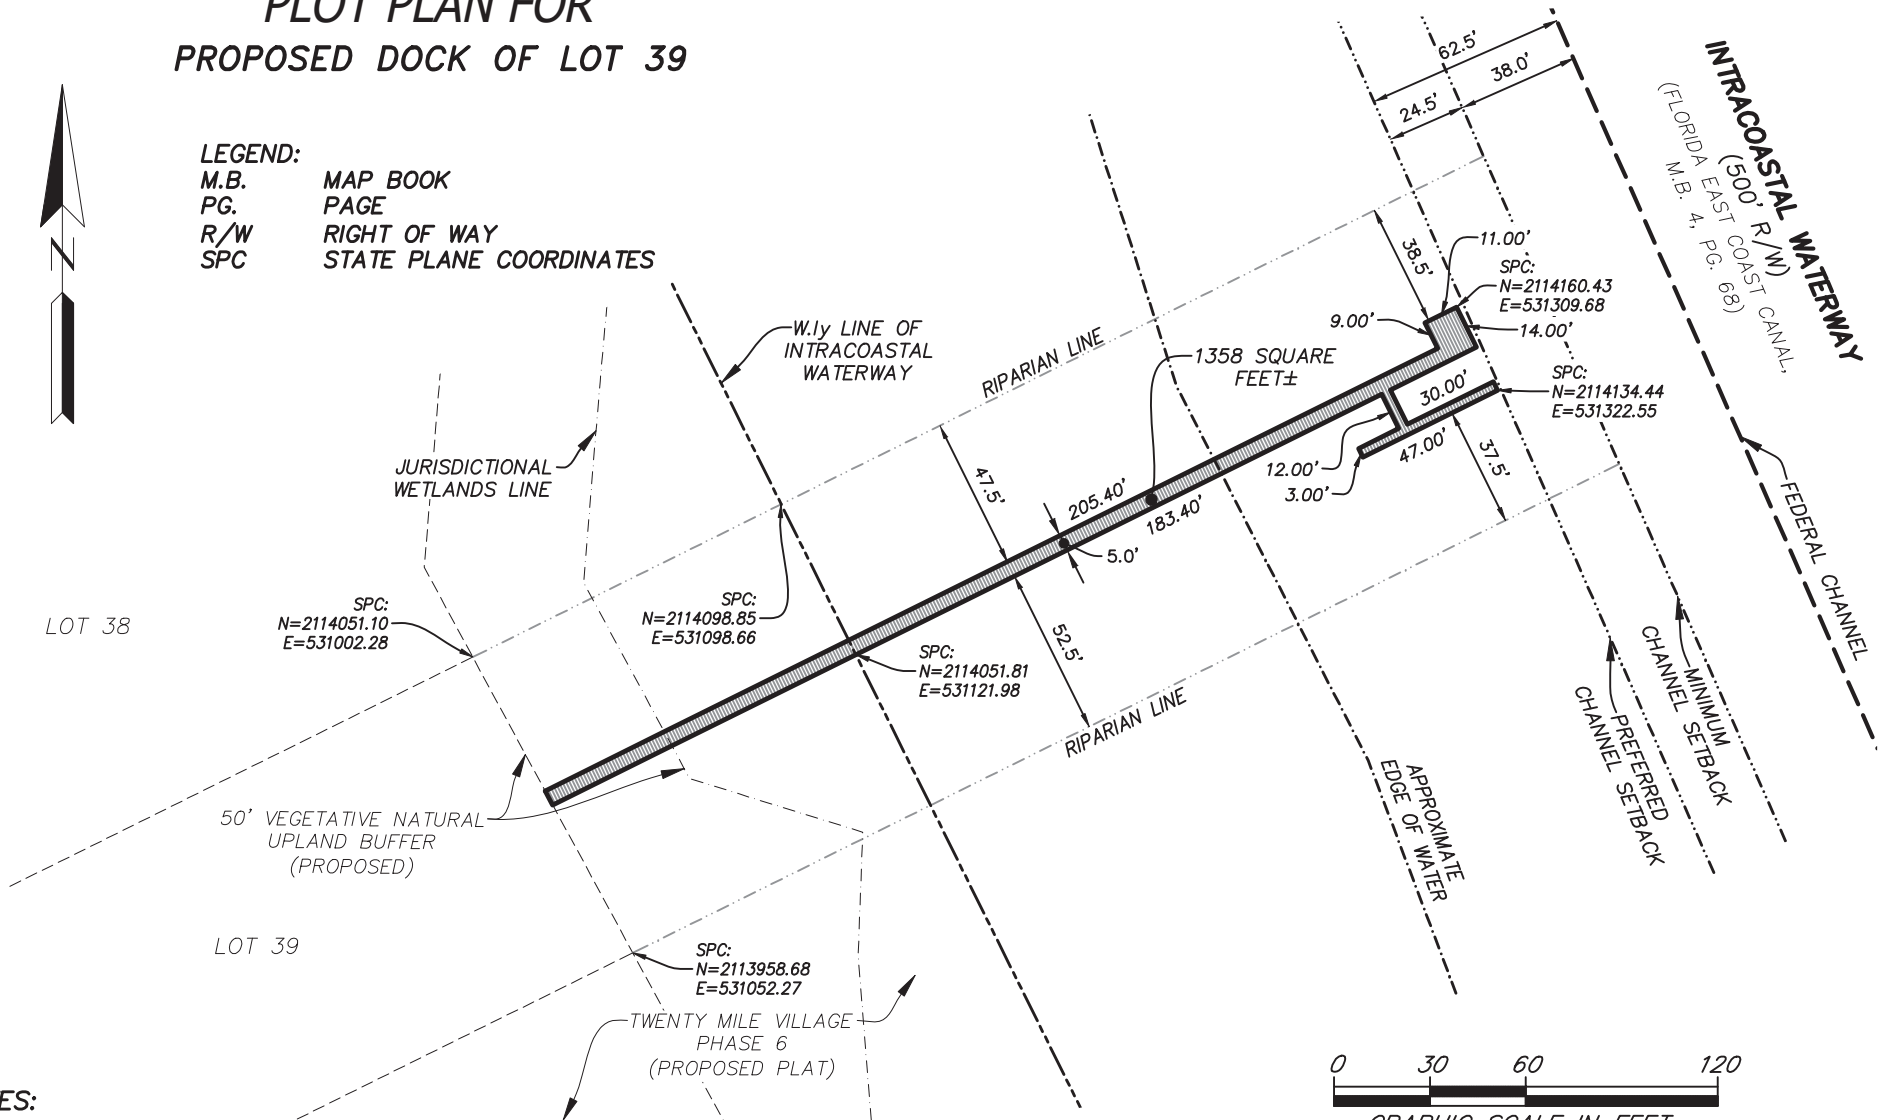 PLOT PLAN FOR
PROPOSED DOCK OF LOT 39
LEGEND:
M.B. MAP BOOK
PG. PAGE
R/W RIGHT OF WAY
SPC STATE PLANE COORDINATES
N
62.5'
38.0'
24.5'
INTRACOASTAL WATERWAY
(500' R/W)
(FLORIDA EAST COAST CANAL,
M.B. 4, PG. 68)
W.ly LINE OF
INTRACOASTAL
WATERWAY
RIPARIAN LINE
38.5'
11.00'
SPC:
N=2114160.43
E=531309.68
9.00'
14.00'
1358 SQUARE
FEET±
30.00'
SPC:
N=2114134.44
E=531322.55
JURISDICTIONAL
WETLANDS LINE
47.5'
205.40'
183.40'
5.0'
12.00'
3.00'
47.00'
37.5'
FEDERAL CHANNEL
LOT 38
SPC:
N=2114051.10
E=531002.28
SPC:
N=2114098.85
E=531098.66
SPC:
N=2114051.81
E=531121.98
52.5'
RIPARIAN LINE
MINIMUM
CHANNEL SETBACK
PREFERRED
CHANNEL SETBACK
APPROXIMATE
EDGE OF WATER
50' VEGETATIVE NATURAL
UPLAND BUFFER
(PROPOSED)
LOT 39
SPC:
N=2113958.68
E=531052.27
TWENTY MILE VILLAGE
PHASE 6
(PROPOSED PLAT)
0 30 60 120
GRAPHIC SCALE IN FEET
ES: